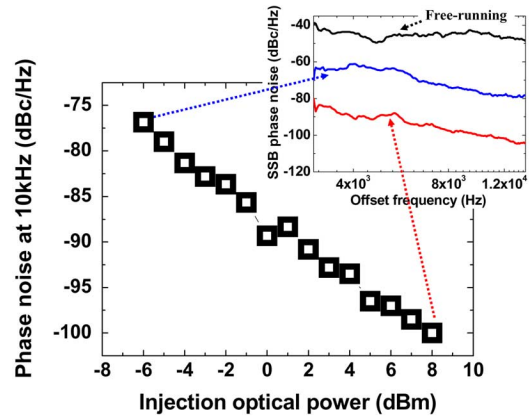 -40
-60
-80
-100
-120
SSB phase noise (dBc/Hz)
Free-running
4x10³
8x10³
1.2x10⁴
Offset frequency (Hz)
-75
-80
-85
-90
-95
-100
Phase noise at 10kHz (dBc/Hz)
-8 -6 -4 -2 0 2 4 6 8 10
Injection optical power (dBm)